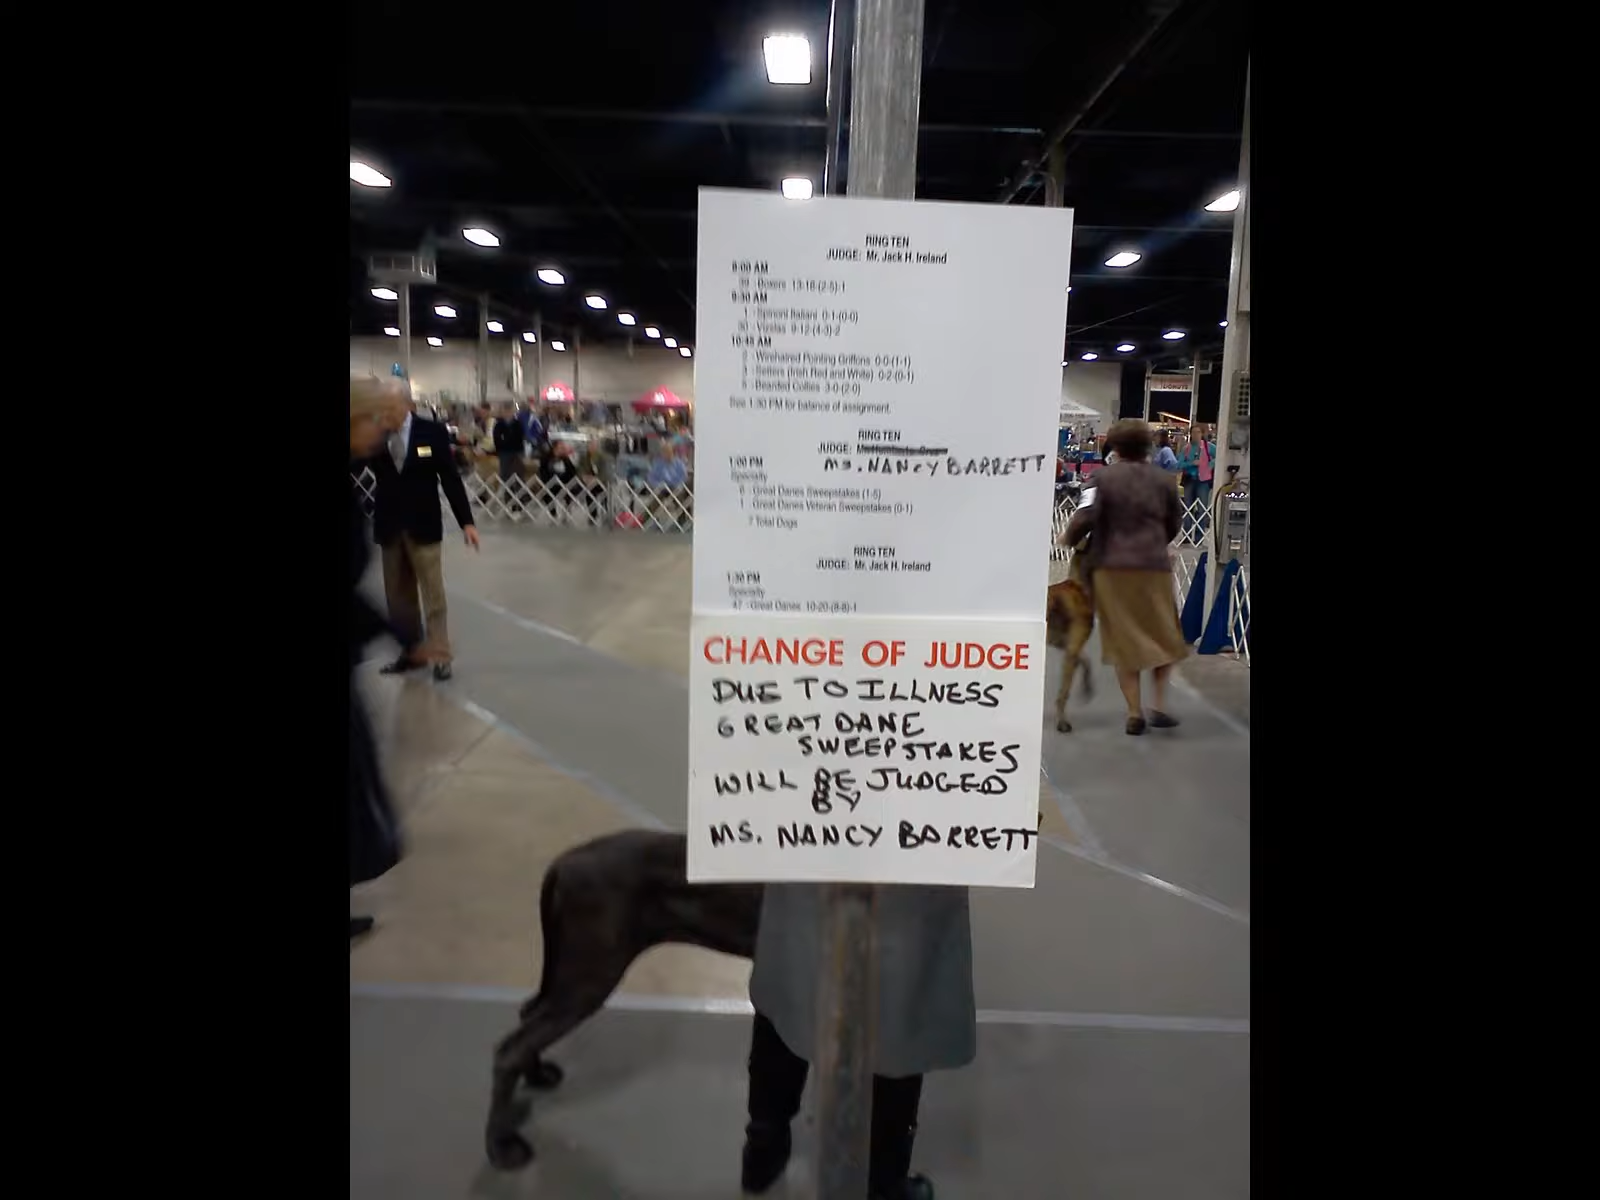 RING TEN
JUDGE: Mr. Jack H. Ireland
8:00 AM
39 - Boxers 13-16-(2-5)-1
9:30 AM
1 - Spinoni Italiani 0-1-(0-0)
30 - Vizslas 9-12-(4-3)-2
10:45 AM
2 - Wirehaired Pointing Griffons 0-0-(1-1)
3 - Setters (Irish Red and White) 0-2-(0-1)
5 - Bearded Collies 3-0-(2-0)
See 1:30 PM for balance of assignment.
RING TEN
JUDGE:
MS. NANCY BARRETT
1:00 PM
Specialty
6 - Great Danes Sweepstakes (1-5)
1 - Great Danes Veteran Sweepstakes (0-1)
7 Total Dogs
RING TEN
JUDGE: Mr. Jack H. Ireland
1:30 PM
Specialty
47 - Great Danes 10-20-(8-8)-1
CHANGE OF JUDGE
DUE TO ILLNESS
GREAT DANE
SWEEPSTAKES
WILL BE JUDGED
BY
MS. NANCY BARRETT
DONUTS